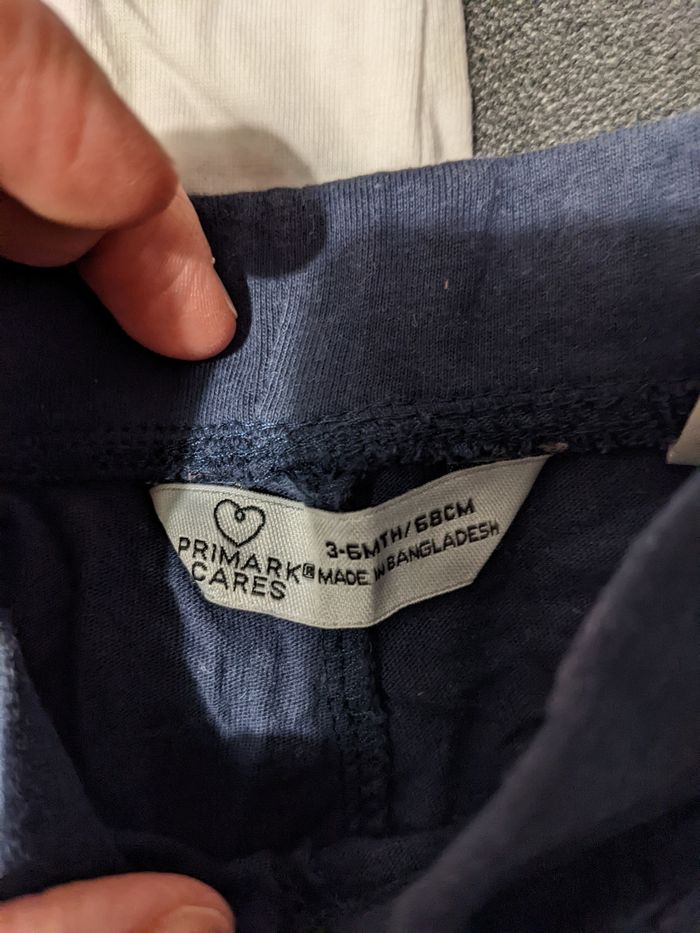 PRIMARK®
CARES
3-6MTH/68CM
MADE IN BANGLADESH